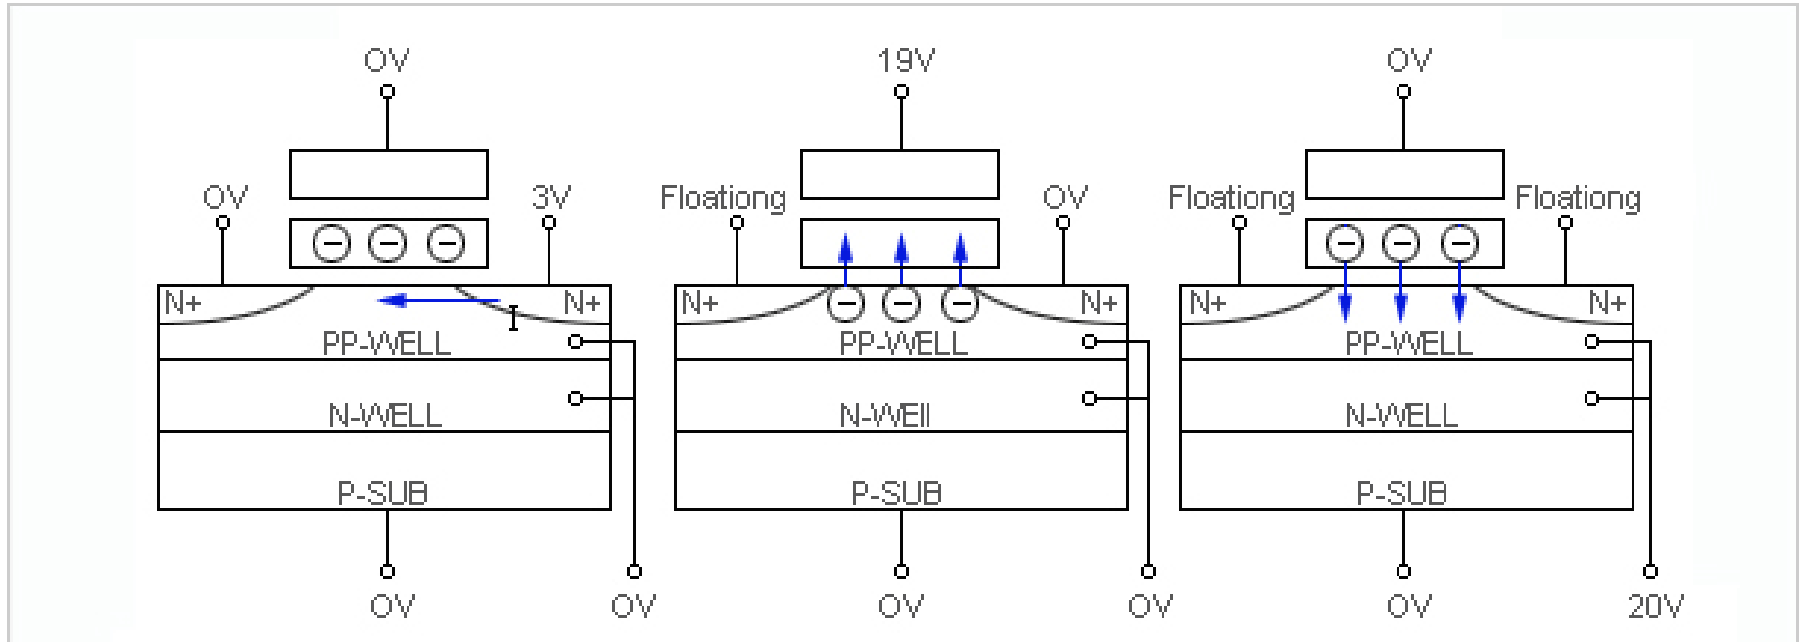 0V 19V 0V
0V 3V Floationg 0V Floationg Floationg
N+ N+ N+ N+ N+ N+
I
PP-WELL PP-WELL PP-WELL
N-WELL N-WEll N-WELL
P-SUB P-SUB P-SUB
0V 0V 0V 0V 0V 20V